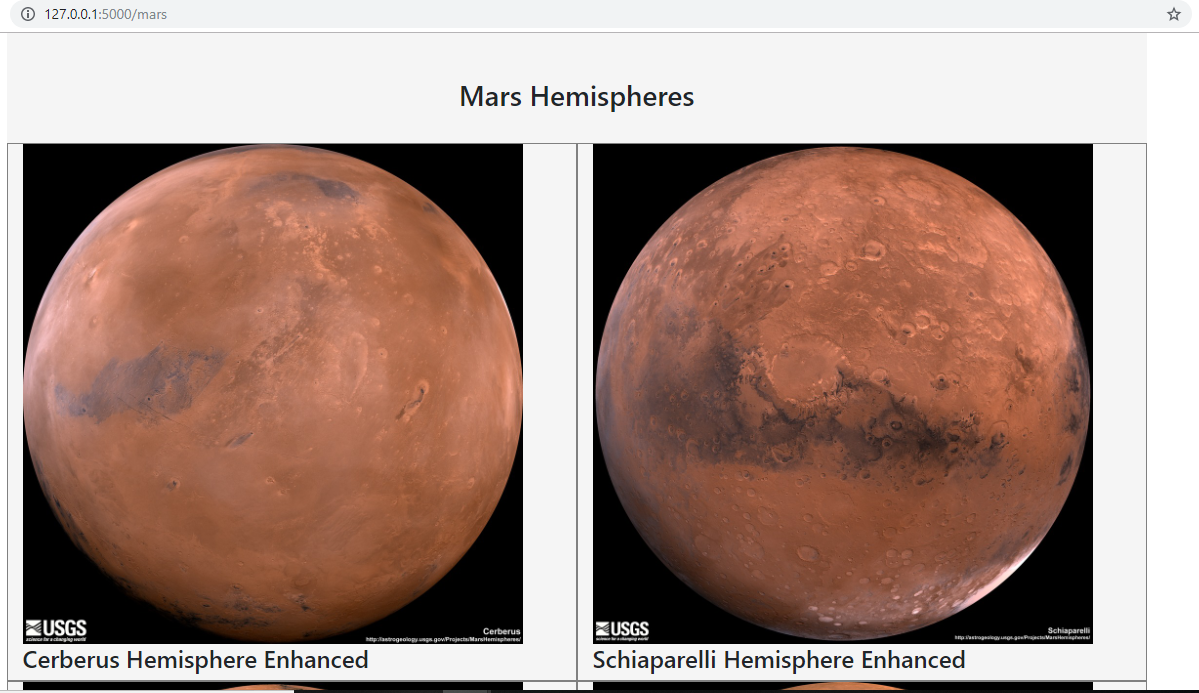 127.0.0.1:5000/mars
Mars Hemispheres
USGS
science for a changing world
Cerberus
http://astrogeology.usgs.gov/Projects/MarsHemispheres/
Cerberus Hemisphere Enhanced
USGS
science for a changing world
Schiaparelli
http://astrogeology.usgs.gov/Projects/MarsHemispheres/
Schiaparelli Hemisphere Enhanced